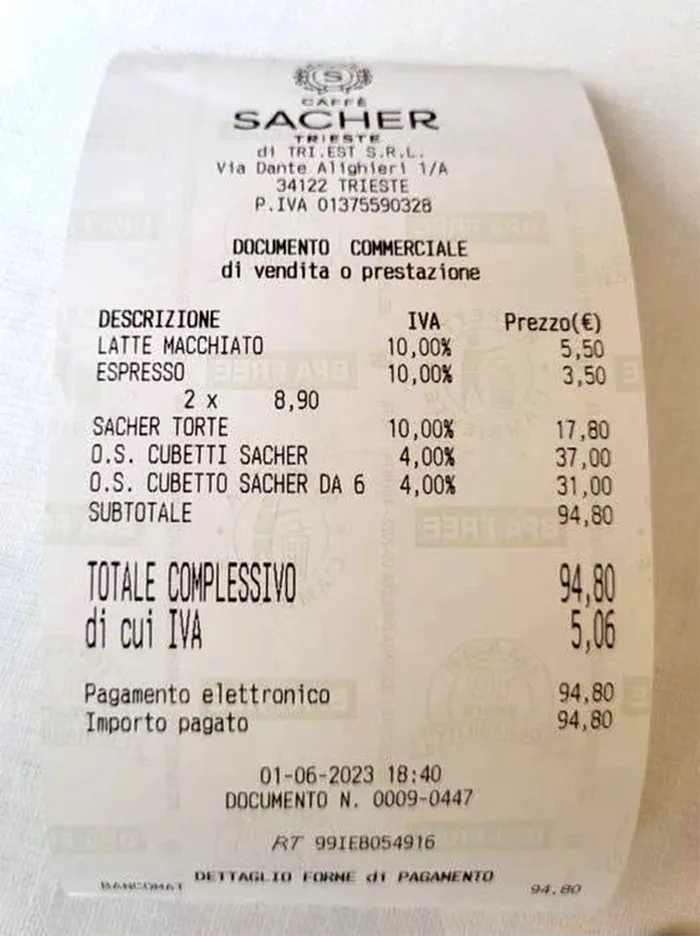 S
CAFFÈ
SACHER
TRIESTE
di TRI.EST S.R.L.
Via Dante Alighieri 1/A
34122 TRIESTE
P.IVA 01375590328
DOCUMENTO COMMERCIALE
di vendita o prestazione
DESCRIZIONE IVA Prezzo(€)
LATTE MACCHIATO 10,00% 5,50
ESPRESSO 10,00% 3,50
2 x 8,90
SACHER TORTE 10,00% 17,80
O.S. CUBETTI SACHER 4,00% 37,00
O.S. CUBETTO SACHER DA 6 4,00% 31,00
SUBTOTALE 94,80
TOTALE COMPLESSIVO 94,80
di cui IVA 5,06
Pagamento elettronico 94,80
Importo pagato 94,80
01-06-2023 18:40
DOCUMENTO N. 0009-0447
RT 99IEB054916
DETTAGLIO FORME di PAGAMENTO
BANCOMAT 94,80
BPA FREE